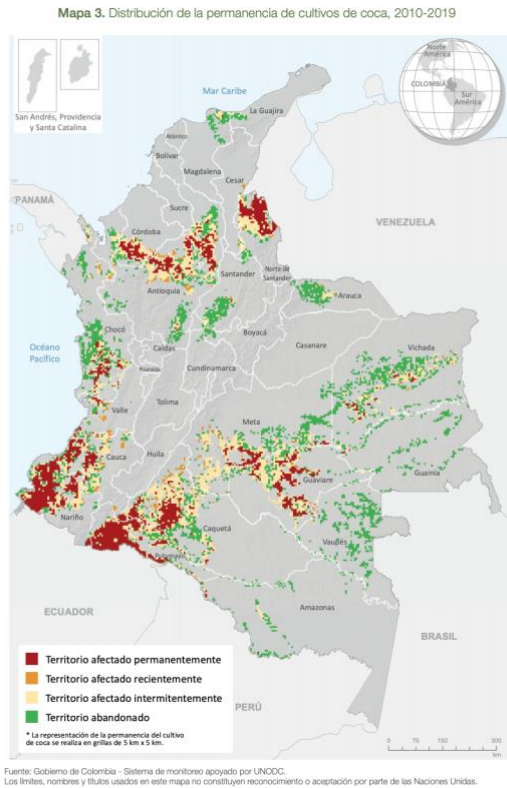 Mapa 3. Distribución de la permanencia de cultivos de coca, 2010-2019
Norte
América
COLOMBIA
Sur
América
San Andrés, Providencia
y Santa Catalina
Mar Caribe
La Guajira
Atlántico
Bolívar
Magdalena
Cesar
PANAMÁ
Sucre
VENEZUELA
Córdoba
Norte de
Santander
Santander
Antioquia
Arauca
Chocó
Boyacá
Océano
Pacífico
Caldas
Casanare
Vichada
Cundinamarca
Tolima
Valle
Meta
Cauca
Huila
Guaviare
Guainía
Nariño
Caquetá
Vaupés
Putumayo
Amazonas
ECUADOR
BRASIL
PERÚ
Territorio afectado permanentemente
Territorio afectado recientemente
Territorio afectado intermitentemente
Territorio abandonado
* La representación de la permanencia del cultivo
de coca se realiza en grillas de 5 km x 5 km.
0 75 150 300
km
Fuente: Gobierno de Colombia - Sistema de monitoreo apoyado por UNODC.
Los límites, nombres y títulos usados en este mapa no constituyen reconocimiento o aceptación por parte de las Naciones Unidas.